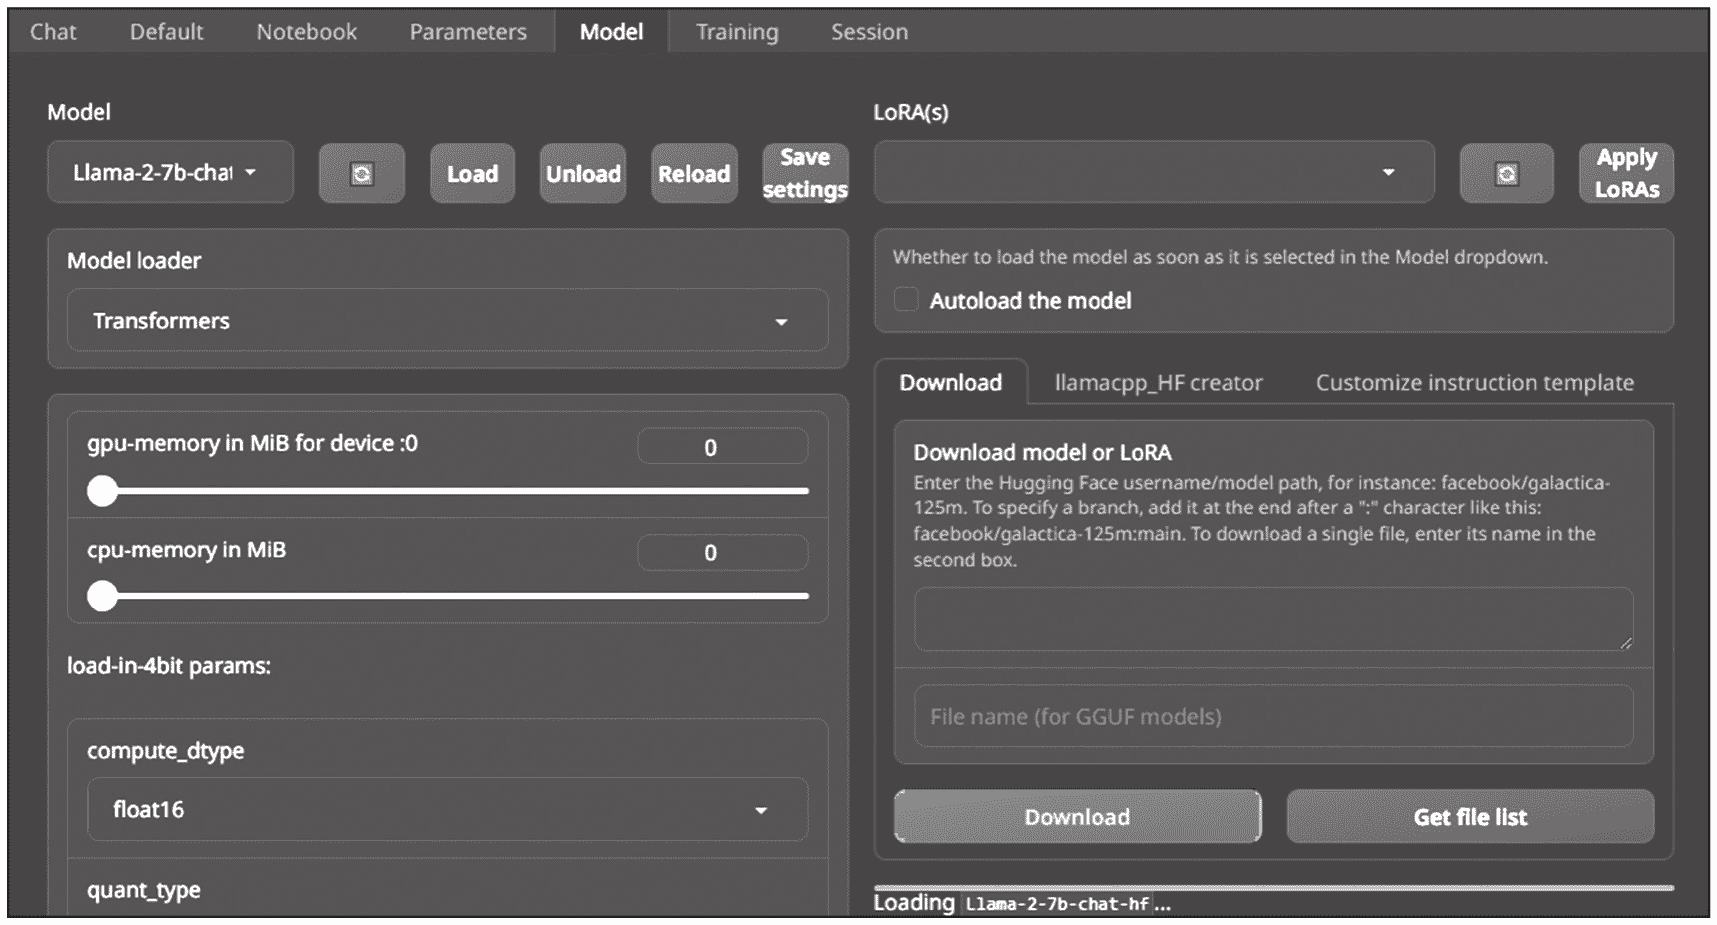 Chat Default Notebook Parameters Model Training Session
Model
Llama-2-7b-chat
Load
Unload
Reload
Save
settings
LoRA(s)
Apply
LoRAs
Model loader
Transformers
gpu-memory in MiB for device :0
0
cpu-memory in MiB
0
load-in-4bit params:
compute_dtype
float16
quant_type
Whether to load the model as soon as it is selected in the Model dropdown.
Autoload the model
Download llamacpp_HF creator Customize instruction template
Download model or LoRA
Enter the Hugging Face username/model path, for instance: facebook/galactica-
125m. To specify a branch, add it at the end after a ":" character like this:
facebook/galactica-125m:main. To download a single file, enter its name in the
second box.
File name (for GGUF models)
Download
Get file list
Loading Llama-2-7b-chat-hf...